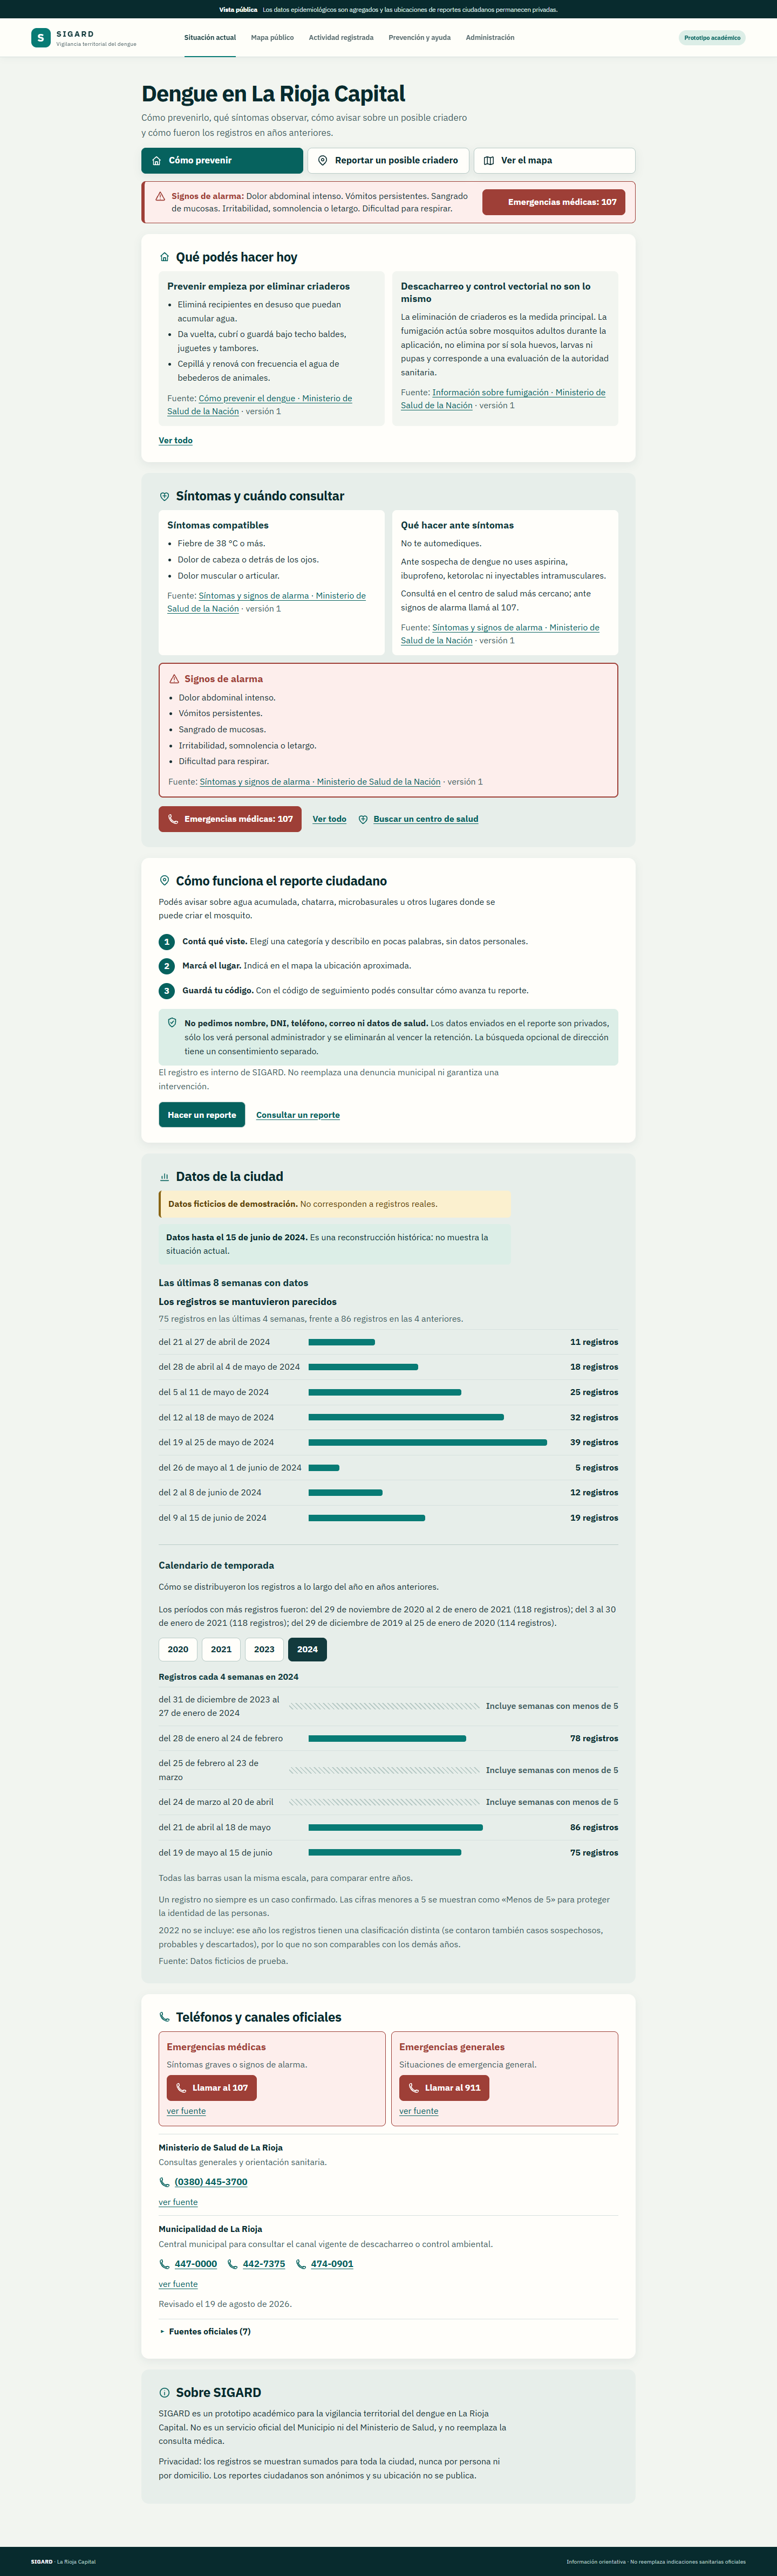 Vista pública Los datos epidemiológicos son agregados y las ubicaciones de reportes ciudadanos permanecen privadas.
S
SIGARD
Vigilancia territorial del dengue
Situación actual
Mapa público
Actividad registrada
Prevención y ayuda
Administración
Prototipo académico
Dengue en La Rioja Capital
Cómo prevenirlo, qué síntomas observar, cómo avisar sobre un posible criadero
y cómo fueron los registros en años anteriores.
Cómo prevenir
Reportar un posible criadero
Ver el mapa
Signos de alarma: Dolor abdominal intenso. Vómitos persistentes. Sangrado
de mucosas. Irritabilidad, somnolencia o letargo. Dificultad para respirar.
Emergencias médicas: 107
Qué podés hacer hoy
Prevenir empieza por eliminar criaderos
• Eliminá recipientes en desuso que puedan
acumular agua.
• Da vuelta, cubrí o guardá bajo techo baldes,
juguetes y tambores.
• Cepillá y renová con frecuencia el agua de
bebederos de animales.
Fuente: Cómo prevenir el dengue · Ministerio de
Salud de la Nación · versión 1
Descacharreo y control vectorial no son lo
mismo
La eliminación de criaderos es la medida principal. La
fumigación actúa sobre mosquitos adultos durante la
aplicación, no elimina por sí sola huevos, larvas ni
pupas y corresponde a una evaluación de la autoridad
sanitaria.
Fuente: Información sobre fumigación · Ministerio de
Salud de la Nación · versión 1
Ver todo
Síntomas y cuándo consultar
Síntomas compatibles
• Fiebre de 38 °C o más.
• Dolor de cabeza o detrás de los ojos.
• Dolor muscular o articular.
Fuente: Síntomas y signos de alarma · Ministerio de
Salud de la Nación · versión 1
Qué hacer ante síntomas
No te automediques.
Ante sospecha de dengue no uses aspirina,
ibuprofeno, ketorolac ni inyectables intramusculares.
Consultá en el centro de salud más cercano; ante
signos de alarma llamá al 107.
Fuente: Síntomas y signos de alarma · Ministerio de
Salud de la Nación · versión 1
Signos de alarma
• Dolor abdominal intenso.
• Vómitos persistentes.
• Sangrado de mucosas.
• Irritabilidad, somnolencia o letargo.
• Dificultad para respirar.
Fuente: Síntomas y signos de alarma · Ministerio de Salud de la Nación · versión 1
Emergencias médicas: 107
Ver todo
Buscar un centro de salud
Cómo funciona el reporte ciudadano
Podés avisar sobre agua acumulada, chatarra, microbasurales u otros lugares donde se
puede criar el mosquito.
1 Contá qué viste. Elegí una categoría y describilo en pocas palabras, sin datos personales.
2 Marcá el lugar. Indicá en el mapa la ubicación aproximada.
3 Guardá tu código. Con el código de seguimiento podés consultar cómo avanza tu reporte.
No pedimos nombre, DNI, teléfono, correo ni datos de salud. Los datos enviados en el reporte son privados,
sólo los verá personal administrador y se eliminarán al vencer la retención. La búsqueda opcional de dirección
tiene un consentimiento separado.
El registro es interno de SIGARD. No reemplaza una denuncia municipal ni garantiza una
intervención.
Hacer un reporte
Consultar un reporte
Datos de la ciudad
Datos ficticios de demostración. No corresponden a registros reales.
Datos hasta el 15 de junio de 2024. Es una reconstrucción histórica: no muestra la
situación actual.
Las últimas 8 semanas con datos
Los registros se mantuvieron parecidos
75 registros en las últimas 4 semanas, frente a 86 registros en las 4 anteriores.
del 21 al 27 de abril de 2024 11 registros
del 28 de abril al 4 de mayo de 2024 18 registros
del 5 al 11 de mayo de 2024 25 registros
del 12 al 18 de mayo de 2024 32 registros
del 19 al 25 de mayo de 2024 39 registros
del 26 de mayo al 1 de junio de 2024 5 registros
del 2 al 8 de junio de 2024 12 registros
del 9 al 15 de junio de 2024 19 registros
Calendario de temporada
Cómo se distribuyeron los registros a lo largo del año en años anteriores.
Los períodos con más registros fueron: del 29 de noviembre de 2020 al 2 de enero de 2021 (118 registros); del 3 al 30
de enero de 2021 (118 registros); del 29 de diciembre de 2019 al 25 de enero de 2020 (114 registros).
2020
2021
2023
2024
Registros cada 4 semanas en 2024
del 31 de diciembre de 2023 al
27 de enero de 2024 Incluye semanas con menos de 5
del 28 de enero al 24 de febrero 78 registros
del 25 de febrero al 23 de
marzo Incluye semanas con menos de 5
del 24 de marzo al 20 de abril Incluye semanas con menos de 5
del 21 de abril al 18 de mayo 86 registros
del 19 de mayo al 15 de junio 75 registros
Todas las barras usan la misma escala, para comparar entre años.
Un registro no siempre es un caso confirmado. Las cifras menores a 5 se muestran como «Menos de 5» para proteger
la identidad de las personas.
2022 no se incluye: ese año los registros tienen una clasificación distinta (se contaron también casos sospechosos,
probables y descartados), por lo que no son comparables con los demás años.
Fuente: Datos ficticios de prueba.
Teléfonos y canales oficiales
Emergencias médicas
Síntomas graves o signos de alarma.
Llamar al 107
ver fuente
Emergencias generales
Situaciones de emergencia general.
Llamar al 911
ver fuente
Ministerio de Salud de La Rioja
Consultas generales y orientación sanitaria.
(0380) 445-3700
ver fuente
Municipalidad de La Rioja
Central municipal para consultar el canal vigente de descacharreo o control ambiental.
447-0000 442-7375 474-0901
ver fuente
Revisado el 19 de agosto de 2026.
Fuentes oficiales (7)
Sobre SIGARD
SIGARD es un prototipo académico para la vigilancia territorial del dengue en La Rioja
Capital. No es un servicio oficial del Municipio ni del Ministerio de Salud, y no reemplaza la
consulta médica.
Privacidad: los registros se muestran sumados para toda la ciudad, nunca por persona ni
por domicilio. Los reportes ciudadanos son anónimos y su ubicación no se publica.
SIGARD · La Rioja Capital
Información orientativa · No reemplaza indicaciones sanitarias oficiales